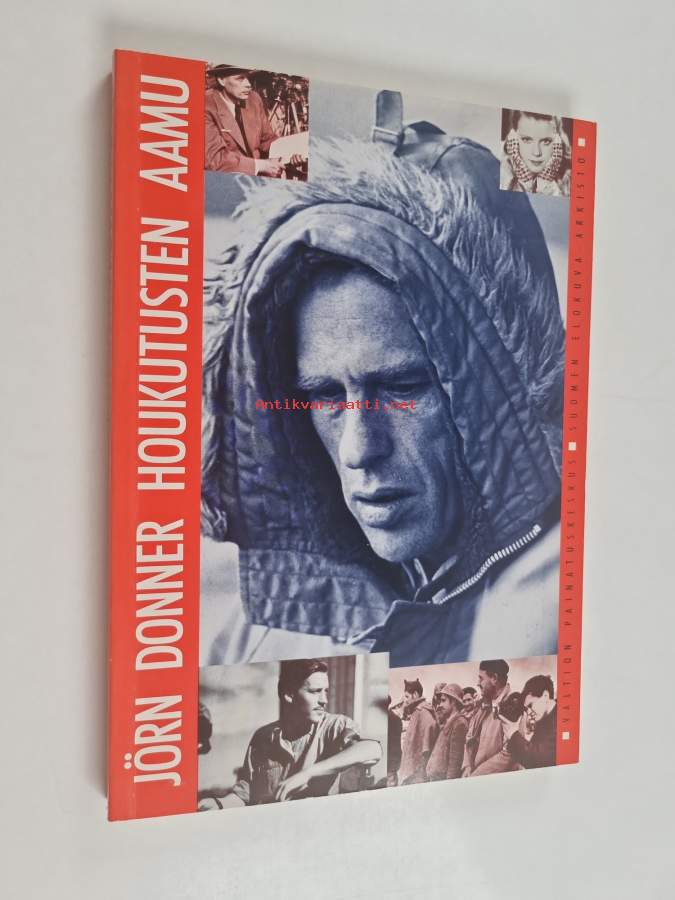 JÖRN DONNER HOUKUTUSTEN AAMU
VALTION PAINATUSKESKUS SUOMEN ELOKUVA-ARKISTO
Antikvariaatti.net